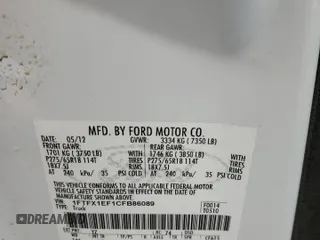 MFD. BY FORD MOTOR CO.
DATE: 05/12 GVWR: 3334 KG ( 7350 LB)
FRONT GAWR: REAR GAWR:
1701 KG ( 3750 LB) 1746 KG ( 3850 LB)
P275/65R18 114T TIRES P275/65R18 114T
18X7.5J RIMS 18X7.5J
AT 240 kPa/ 35 PSI COLD AT 240 kPa/ 35 PSI COLD
THIS VEHICLE CONFORMS TO ALL APPLICABLE FEDERAL MOTOR VEHICLE
SAFETY STANDARDS IN EFFECT ON THE DATE OF MANUFACTURE SHOWN ABOVE.
VIN: 1FTFX1EF1CFB86089 F0014
TYPE: Truck T0510
DREAM